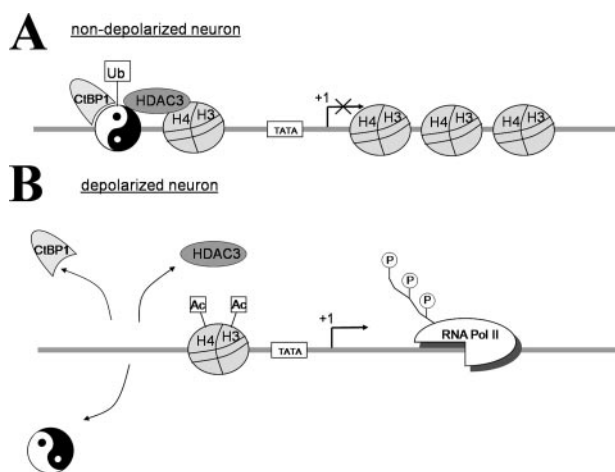 A non-depolarized neuron
Ub
CtBP1 HDAC3
H4 H3 TATA +1 H4 H3 H4 H3 H4 H3
B depolarized neuron
CtBP1 HDAC3
Ac Ac
H4 H3 TATA +1
P
P
P
RNA Pol II